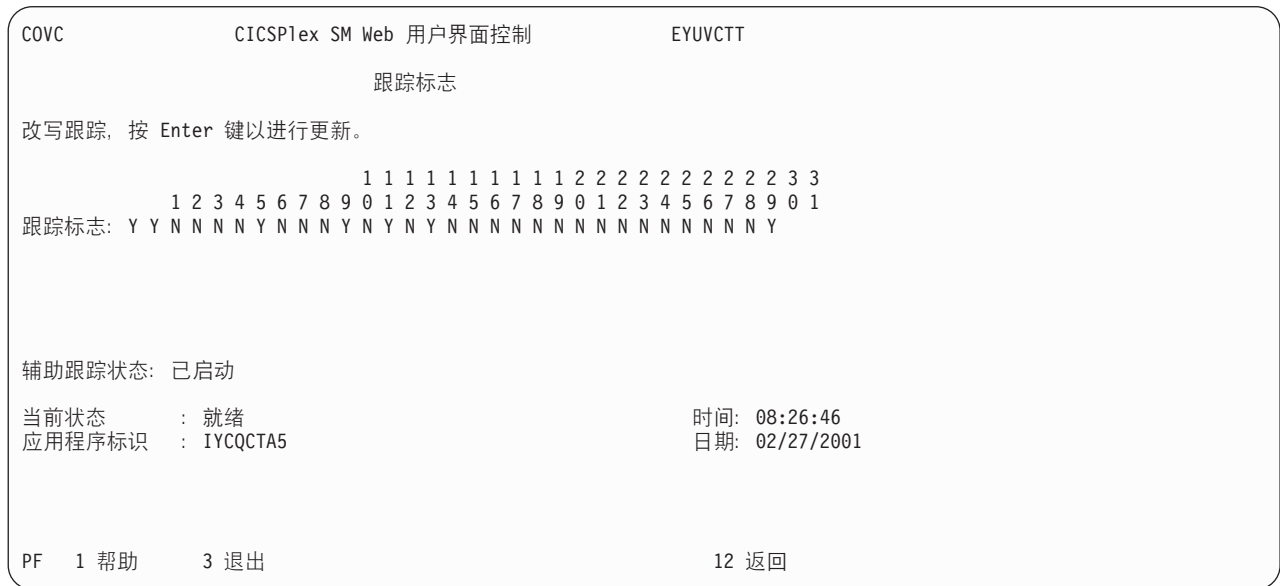 COVC CICSPlex SM Web 用户界面控制 EYUVCTT
跟踪标志
改写跟踪, 按 Enter 键以进行更新。
1 1 1 1 1 1 1 1 1 1 2 2 2 2 2 2 2 2 2 2 3 3
1 2 3 4 5 6 7 8 9 0 1 2 3 4 5 6 7 8 9 0 1 2 3 4 5 6 7 8 9 0 1
跟踪标志: Y Y N N N N Y N N N Y N Y N Y N N N N N N N N N N N N N N N Y
辅助跟踪状态: 已启动
当前状态 : 就绪 时间: 08:26:46
应用程序标识 : IYCQCTA5 日期: 02/27/2001
PF 1 帮助 3 退出 12 返回